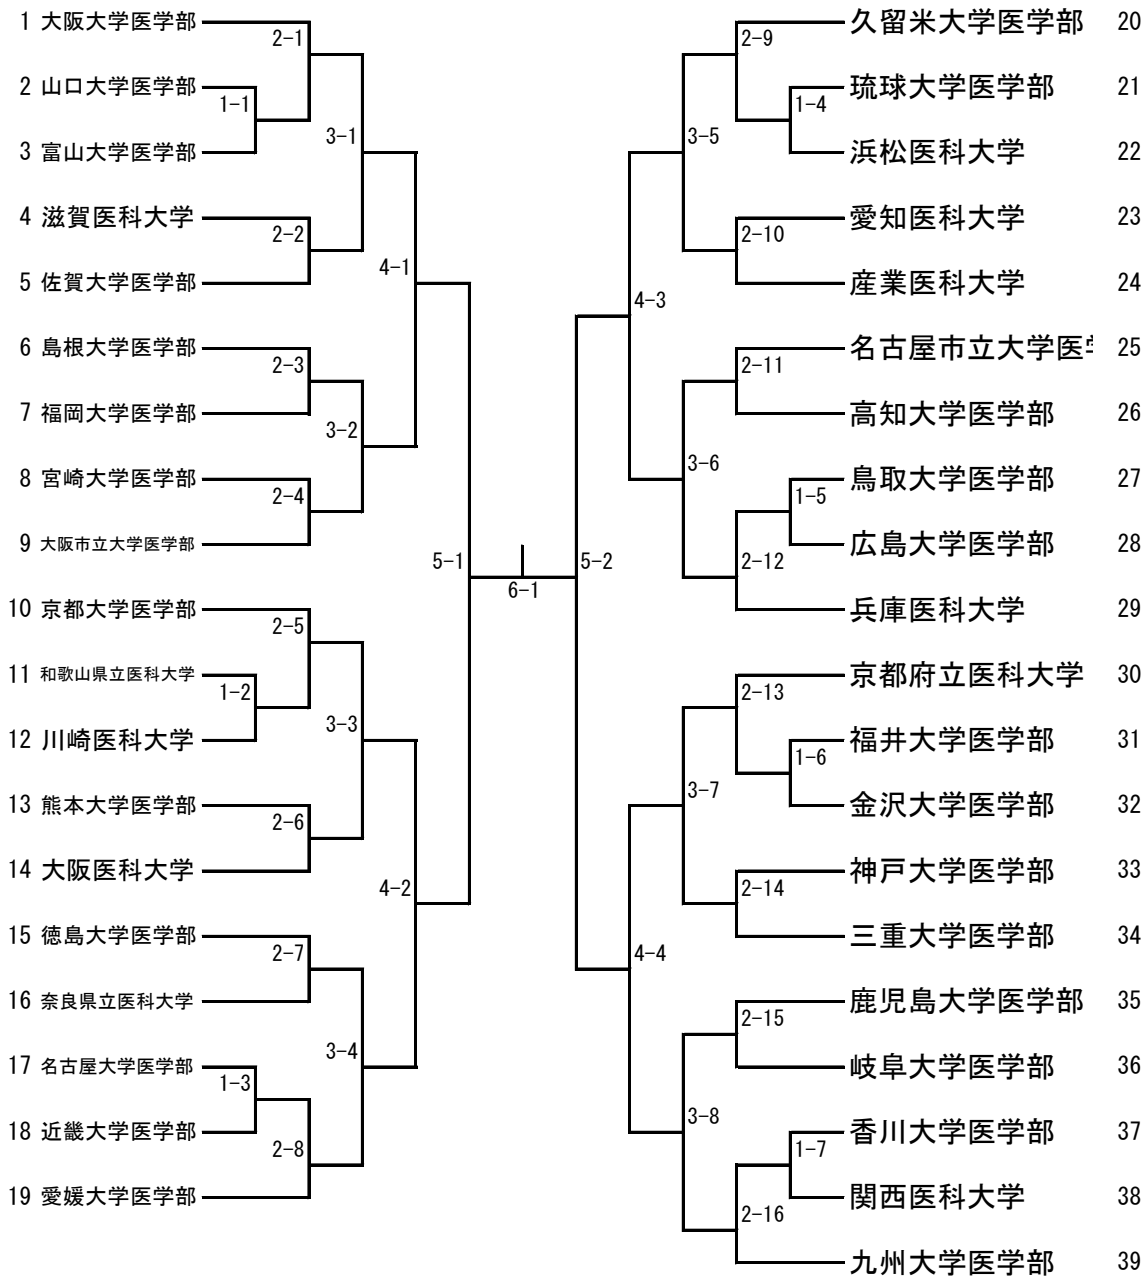 1 大阪大学医学部
2 山口大学医学部
3 富山大学医学部
4 滋賀医科大学
5 佐賀大学医学部
6 島根大学医学部
7 福岡大学医学部
8 宮崎大学医学部
9 大阪市立大学医学部
10 京都大学医学部
11 和歌山県立医科大学
12 川崎医科大学
13 熊本大学医学部
14 大阪医科大学
15 徳島大学医学部
16 奈良県立医科大学
17 名古屋大学医学部
18 近畿大学医学部
19 愛媛大学医学部
1-1
1-2
1-3
2-1
2-2
2-3
2-4
2-5
2-6
2-7
2-8
3-1
3-2
3-3
3-4
4-1
4-2
5-1
6-1
5-2
4-3
4-4
3-5
3-6
3-7
3-8
2-9
2-10
2-11
2-12
2-13
2-14
2-15
2-16
1-4
1-5
1-6
1-7
久留米大学医学部 20
琉球大学医学部 21
浜松医科大学 22
愛知医科大学 23
産業医科大学 24
名古屋市立大学医 25
高知大学医学部 26
鳥取大学医学部 27
広島大学医学部 28
兵庫医科大学 29
京都府立医科大学 30
福井大学医学部 31
金沢大学医学部 32
神戸大学医学部 33
三重大学医学部 34
鹿児島大学医学部 35
岐阜大学医学部 36
香川大学医学部 37
関西医科大学 38
九州大学医学部 39